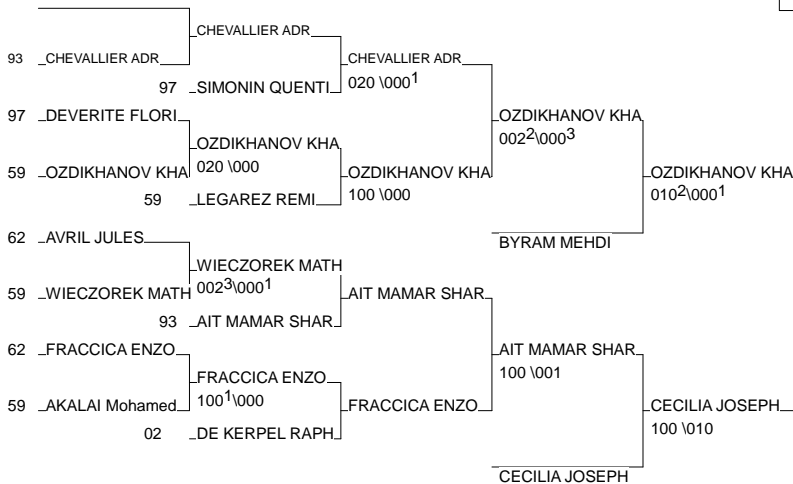 CHEVALLIER ADR
93 CHEVALLIER ADR
CHEVALLIER ADR
97 SIMONIN QUENTI
020 \000¹
97 DEVERITE FLORI
OZDIKHANOV KHA
002²\000³
OZDIKHANOV KHA
020 \000
59 OZDIKHANOV KHA
OZDIKHANOV KHA
100 \000
OZDIKHANOV KHA
010²\000¹
59 LEGAREZ REMI
62 AVRIL JULES
BYRAM MEHDI
WIECZOREK MATH
002³\000¹
59 WIECZOREK MATH
AIT MAMAR SHAR
93 AIT MAMAR SHAR
62 FRACCICA ENZO
AIT MAMAR SHAR
100 \001
FRACCICA ENZO
100¹\000
59 AKALAI Mohamed
FRACCICA ENZO
CECILIA JOSEPH
100 \010
02 DE KERPEL RAPH
CECILIA JOSEPH